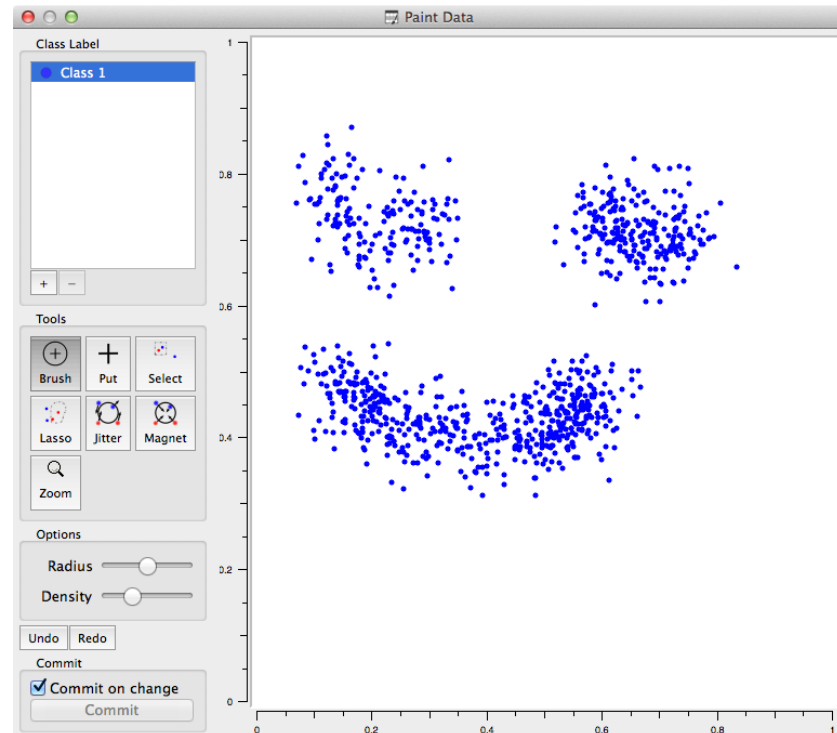 Paint Data
Class Label
Class 1
+ −
Tools
Brush Put Select
Lasso Jitter Magnet
Zoom
Options
Radius
Density
Undo Redo
Commit
Commit on change
Commit
1
0.8
0.6
0.4
0.2
0
0 0.2 0.4 0.6 0.8 1